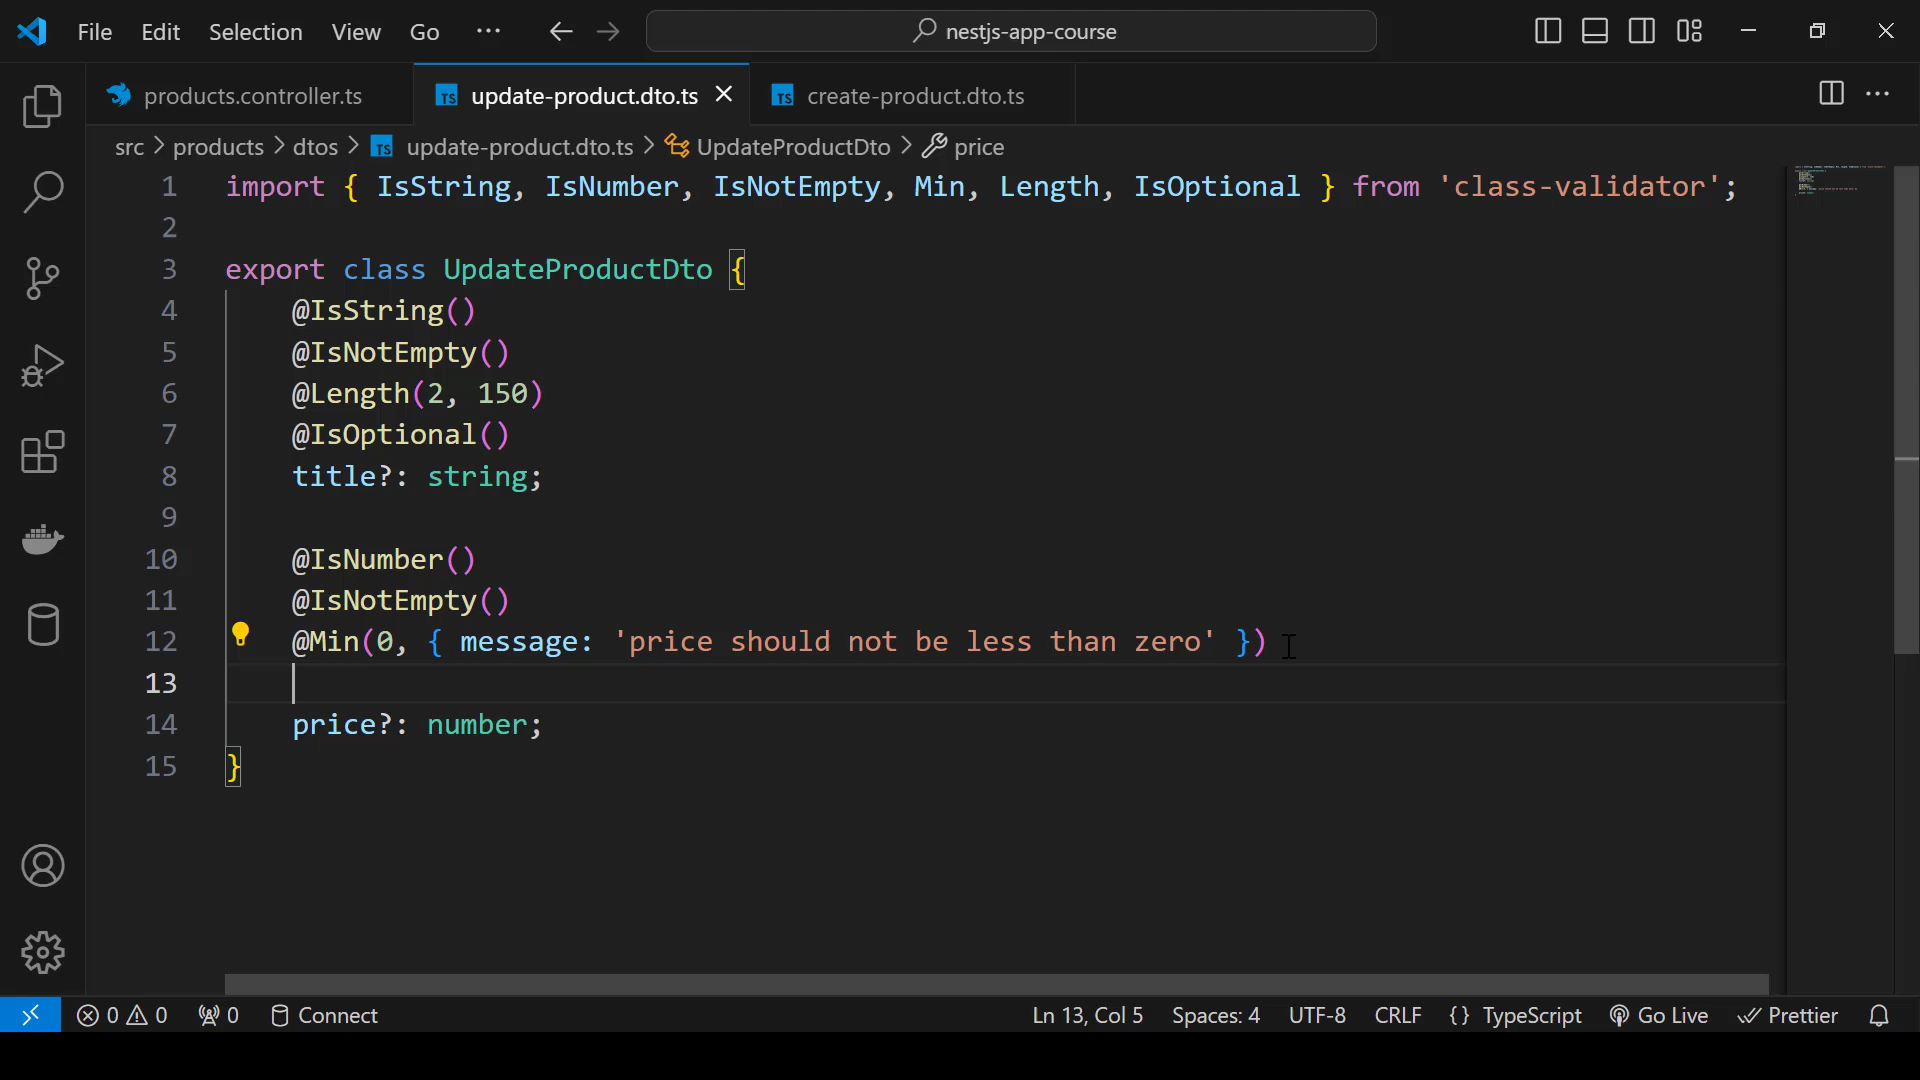 File Edit Selection View Go ··· nestjs-app-course
products.controller.ts TS update-product.dto.ts TS create-product.dto.ts
src > products > dtos > TS update-product.dto.ts > UpdateProductDto > price
1 import { IsString, IsNumber, IsNotEmpty, Min, Length, IsOptional } from 'class-validator';
2
3 export class UpdateProductDto {
4 @IsString()
5 @IsNotEmpty()
6 @Length(2, 150)
7 @IsOptional()
8 title?: string;
9
10 @IsNumber()
11 @IsNotEmpty()
12 @Min(0, { message: 'price should not be less than zero' })
13
14 price?: number;
15 }
0 0 0 Connect Ln 13, Col 5 Spaces: 4 UTF-8 CRLF {} TypeScript Go Live Prettier